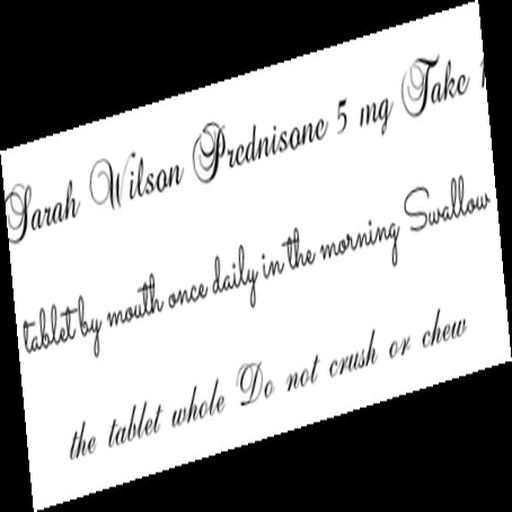 Sarah Wilson Prednisone 5 mg Take 1
tablet by mouth once daily in the morning Swallow
the tablet whole Do not crush or chew